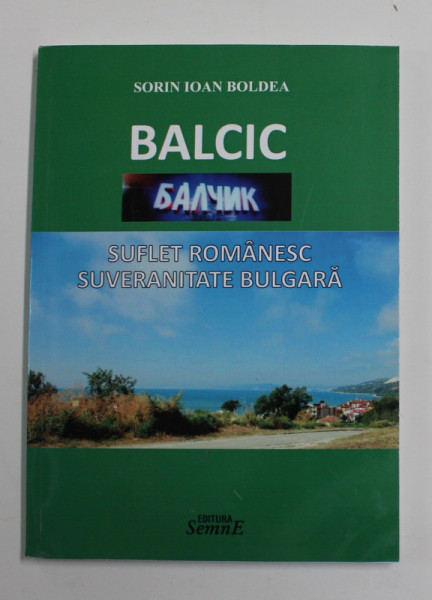 SORIN IOAN BOLDEA
BALCIC
БАЛЧИК
SUFLET ROMÂNESC
SUVERANITATE BULGARĂ
EDITURA
SemnE